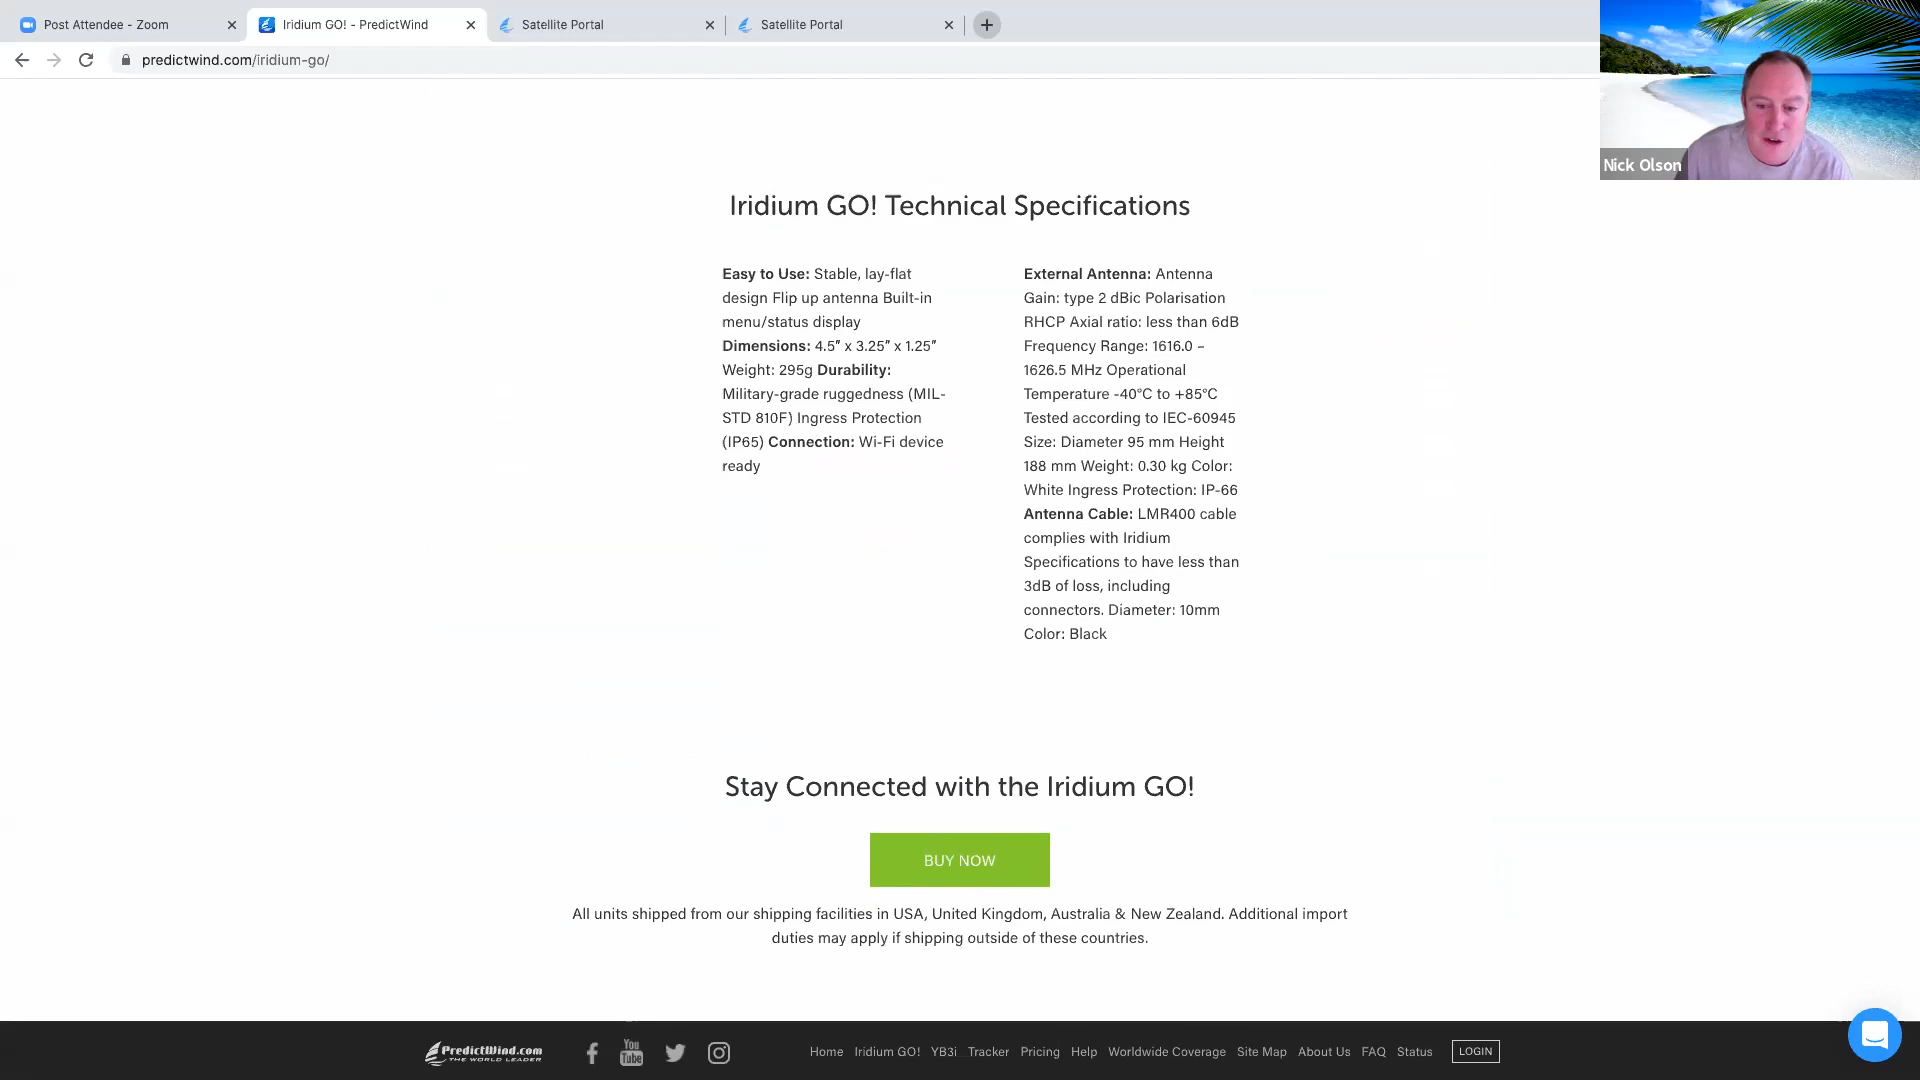 Post Attendee - Zoom
Iridium GO! - PredictWind
Satellite Portal
Satellite Portal
predictwind.com/iridium-go/
Nick Olson
Iridium GO! Technical Specifications
Easy to Use: Stable, lay-flat
design Flip up antenna Built-in
menu/status display
Dimensions: 4.5″ x 3.25″ x 1.25″
Weight: 295g Durability:
Military-grade ruggedness (MIL-
STD 810F) Ingress Protection
(IP65) Connection: Wi-Fi device
ready
External Antenna: Antenna
Gain: type 2 dBic Polarisation
RHCP Axial ratio: less than 6dB
Frequency Range: 1616.0 –
1626.5 MHz Operational
Temperature -40°C to +85°C
Tested according to IEC-60945
Size: Diameter 95 mm Height
188 mm Weight: 0.30 kg Color:
White Ingress Protection: IP-66
Antenna Cable: LMR400 cable
complies with Iridium
Specifications to have less than
3dB of loss, including
connectors. Diameter: 10mm
Color: Black
Stay Connected with the Iridium GO!
BUY NOW
All units shipped from our shipping facilities in USA, United Kingdom, Australia & New Zealand. Additional import
duties may apply if shipping outside of these countries.
PredictWind.com
THE WORLD LEADER
You
Tube
Home Iridium GO! YB3i Tracker Pricing Help Worldwide Coverage Site Map About Us FAQ Status LOGIN